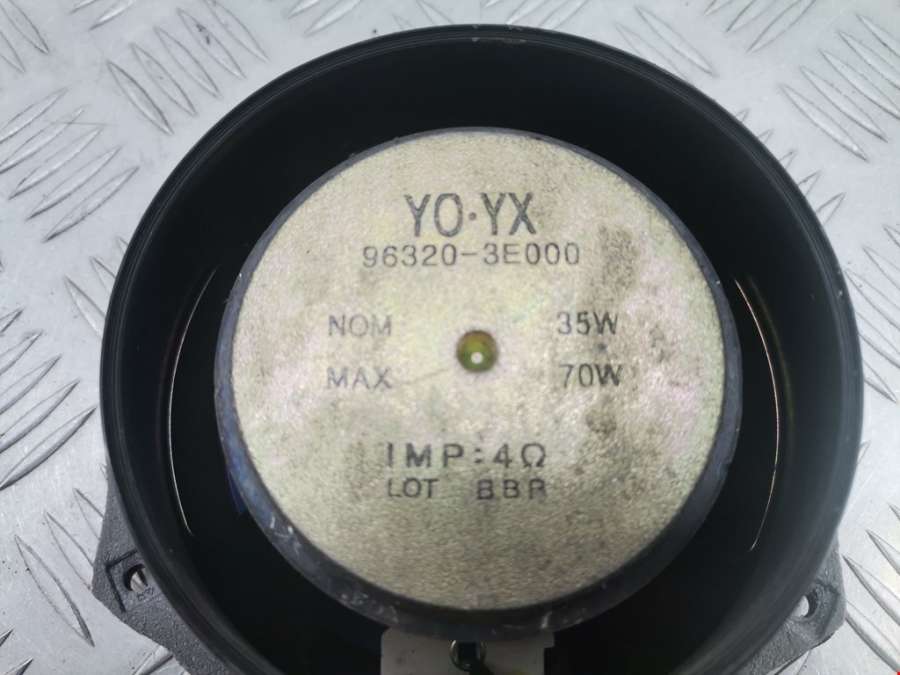 YO·YX
96320-3E000
NOM 35W
MAX 70W
IMP:4Ω
LOT BBR